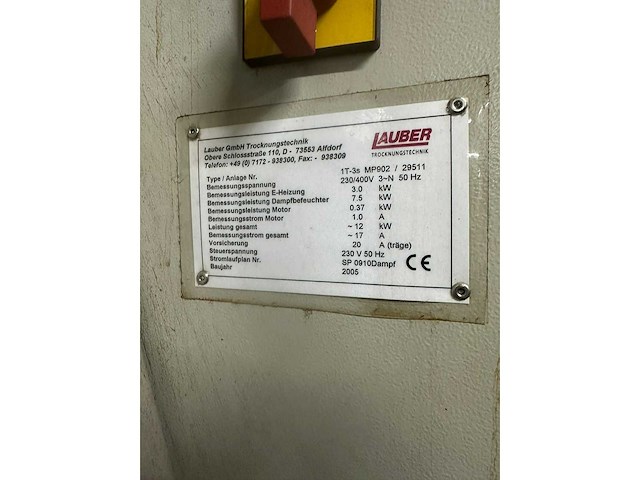 Lauber GmbH Trocknungstechnik
Obere Schlossstraße 110, D - 73553 Alfdorf
Telefon: +49 (0) 7172 - 938300, Fax: - 938309
LAUBER
TROCKNUNGSTECHNIK
Type / Anlage Nr. 1T-3s MP902 / 29511
Bemessungsspannung 230/400V 3~N 50 Hz
Bemessungsleistung E-Heizung 3.0 kW
Bemessungsleistung Dampfbefeuchter 7.5 kW
Bemessungsleistung Motor 0.37 kW
Bemessungsstrom Motor 1.0 A
Leistung gesamt ~ 12 kW
Bemessungsstrom gesamt ~ 17 A
Vorsicherung 20 A (träge)
Steuerspannung 230 V 50 Hz
Stromlaufplan Nr. SP 0910Dampf
Baujahr 2005
CE